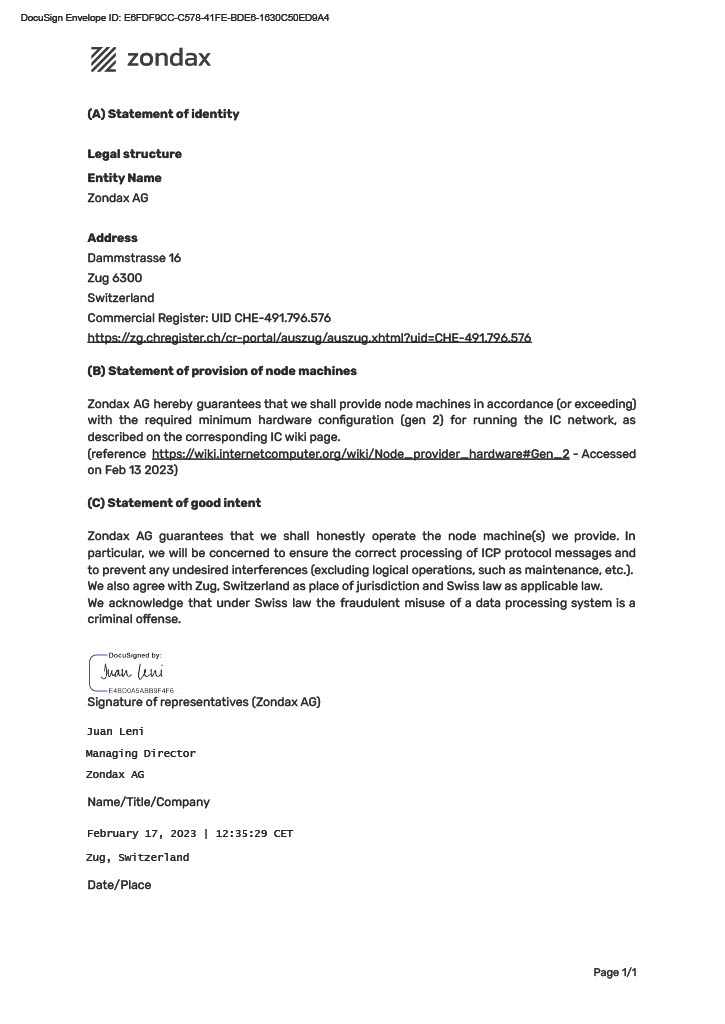 DocuSign Envelope ID: E6FDF9CC-C578-41FE-BDE6-1630C50ED9A4
zondax
(A) Statement of identity
Legal structure
Entity Name
Zondax AG
Address
Dammstrasse 16
Zug 6300
Switzerland
Commercial Register: UID CHE-491.796.576
https://zg.chregister.ch/cr-portal/auszug/auszug.xhtml?uid=CHE-491.796.576
(B) Statement of provision of node machines
Zondax AG hereby guarantees that we shall provide node machines in accordance (or exceeding)
with the required minimum hardware configuration (gen 2) for running the IC network, as
described on the corresponding IC wiki page.
(reference https://wiki.internetcomputer.org/wiki/Node_provider_hardware#Gen_2 - Accessed
on Feb 13 2023)
(C) Statement of good intent
Zondax AG guarantees that we shall honestly operate the node machine(s) we provide. In
particular, we will be concerned to ensure the correct processing of ICP protocol messages and
to prevent any undesired interferences (excluding logical operations, such as maintenance, etc.).
We also agree with Zug, Switzerland as place of jurisdiction and Swiss law as applicable law.
We acknowledge that under Swiss law the fraudulent misuse of a data processing system is a
criminal offense.
DocuSigned by:
Juan Leni
E4BD0A5ABB9F4F6
Signature of representatives (Zondax AG)
Juan Leni
Managing Director
Zondax AG
Name/Title/Company
February 17, 2023 | 12:35:29 CET
Zug, Switzerland
Date/Place
Page 1/1